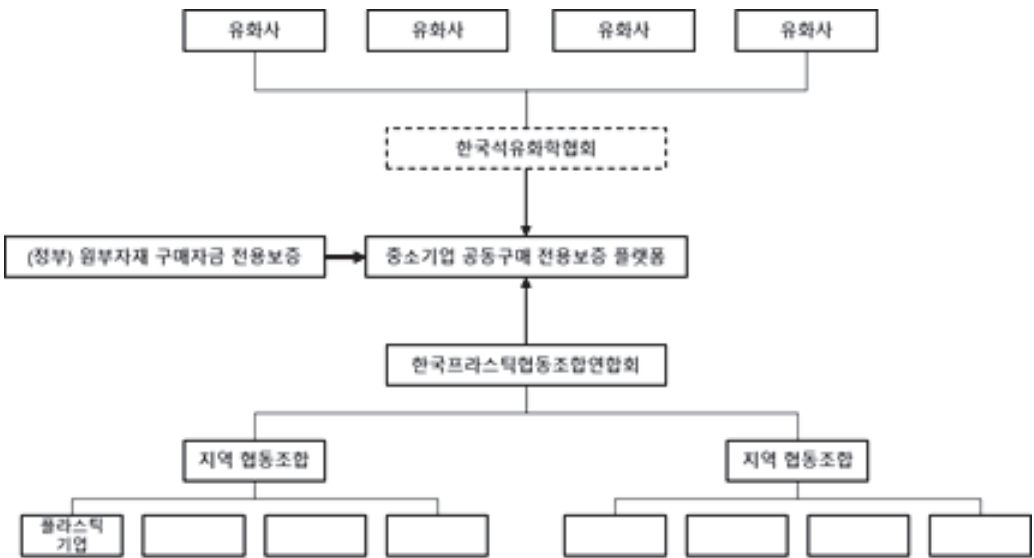 유화사
유화사
유화사
유화사
한국석유화학협회
(정부) 원부자재 구매자금 전용보증
중소기업 공동구매 전용보증 플랫폼
한국프라스틱협동조합연합회
지역 협동조합
지역 협동조합
플라스틱
기업